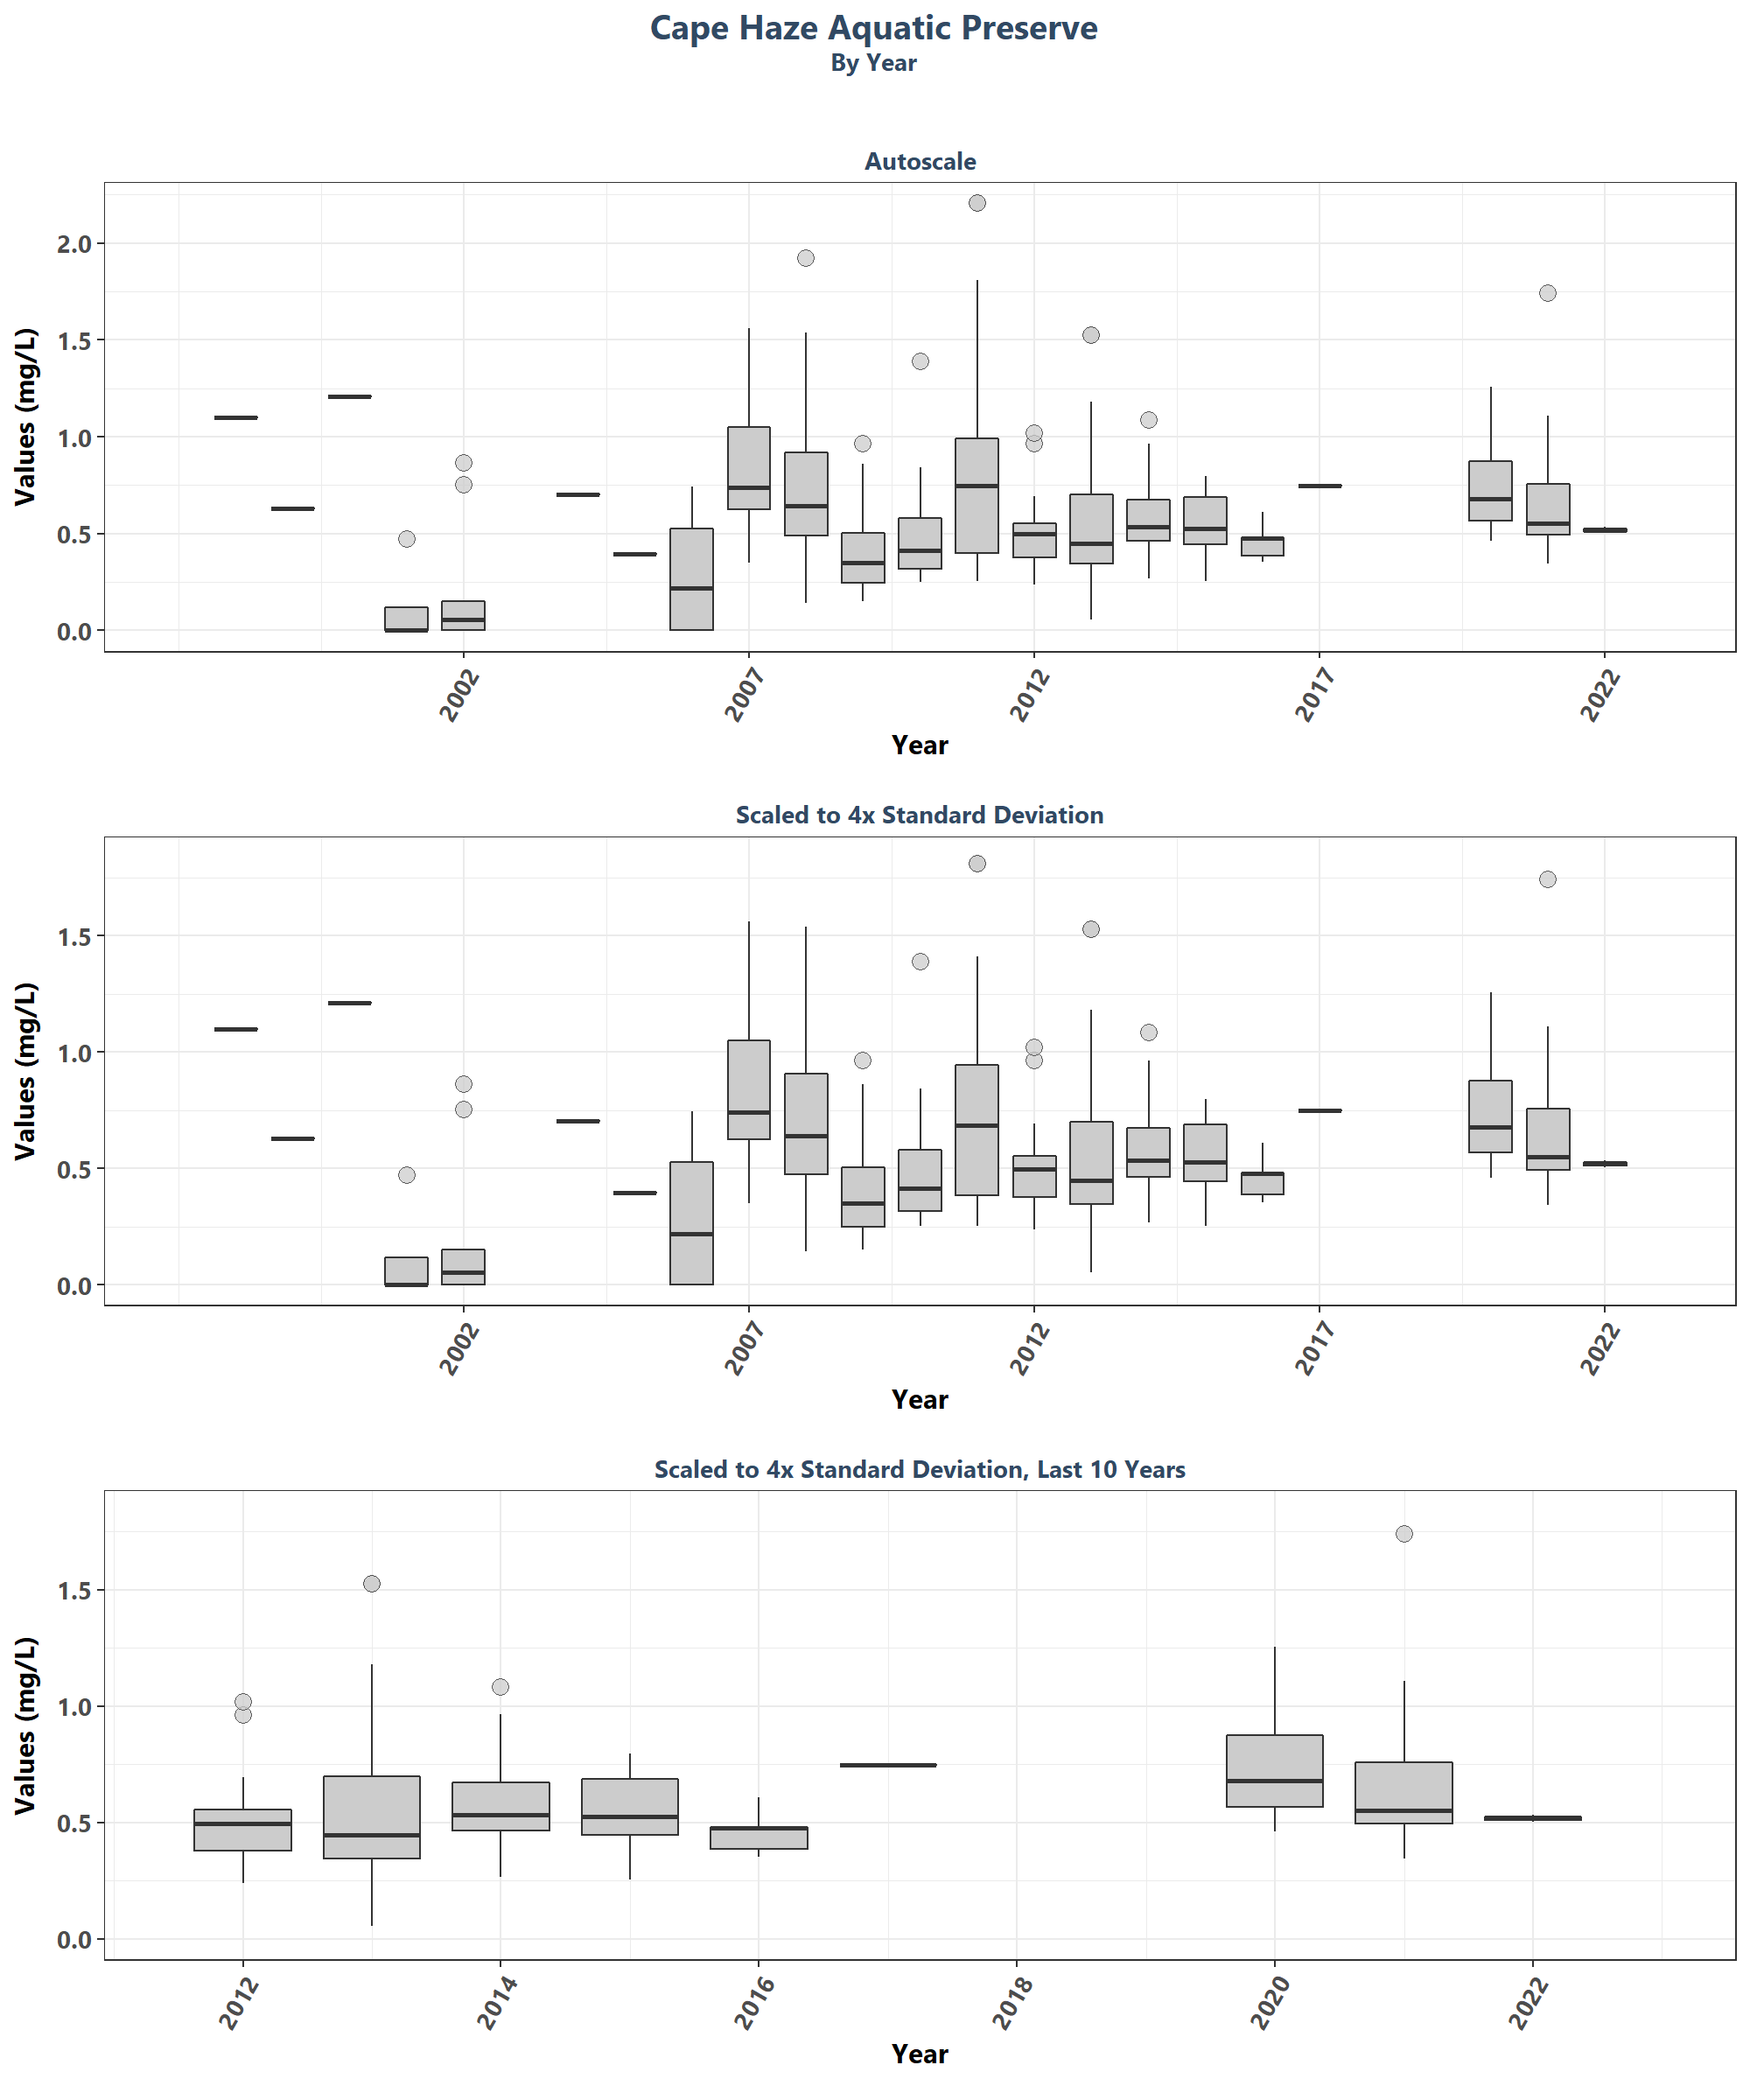 Cape Haze Aquatic Preserve
By Year
Autoscale
Values (mg/L)
2.0
1.5
1.0
0.5
0.0
2002 2007 2012 2017 2022
Year
Scaled to 4x Standard Deviation
Values (mg/L)
1.5
1.0
0.5
0.0
2002 2007 2012 2017 2022
Year
Scaled to 4x Standard Deviation, Last 10 Years
Values (mg/L)
1.5
1.0
0.5
0.0
2012 2014 2016 2018 2020 2022
Year